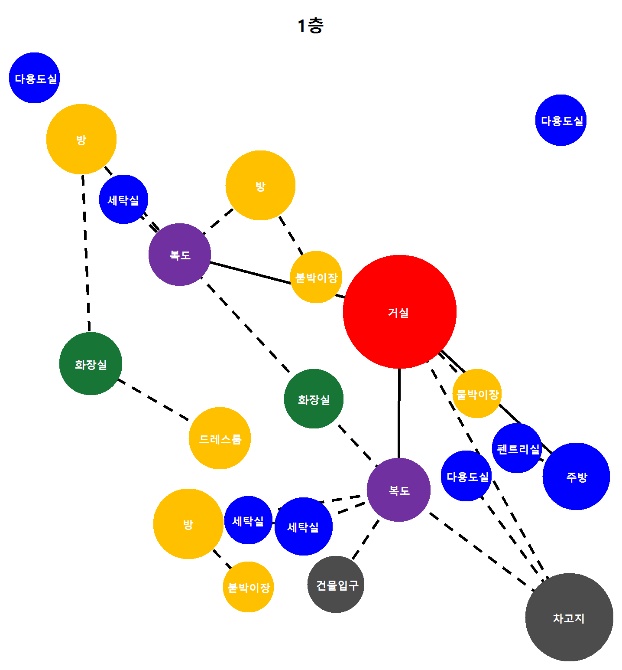 1층
다용도실
다용도실
방
방
세탁실
복도
붙박이장
거실
화장실
화장실
붙박이장
드레스룸
펜트리실
다용도실
주방
복도
방
세탁실
세탁실
붙박이장
건물입구
차고지